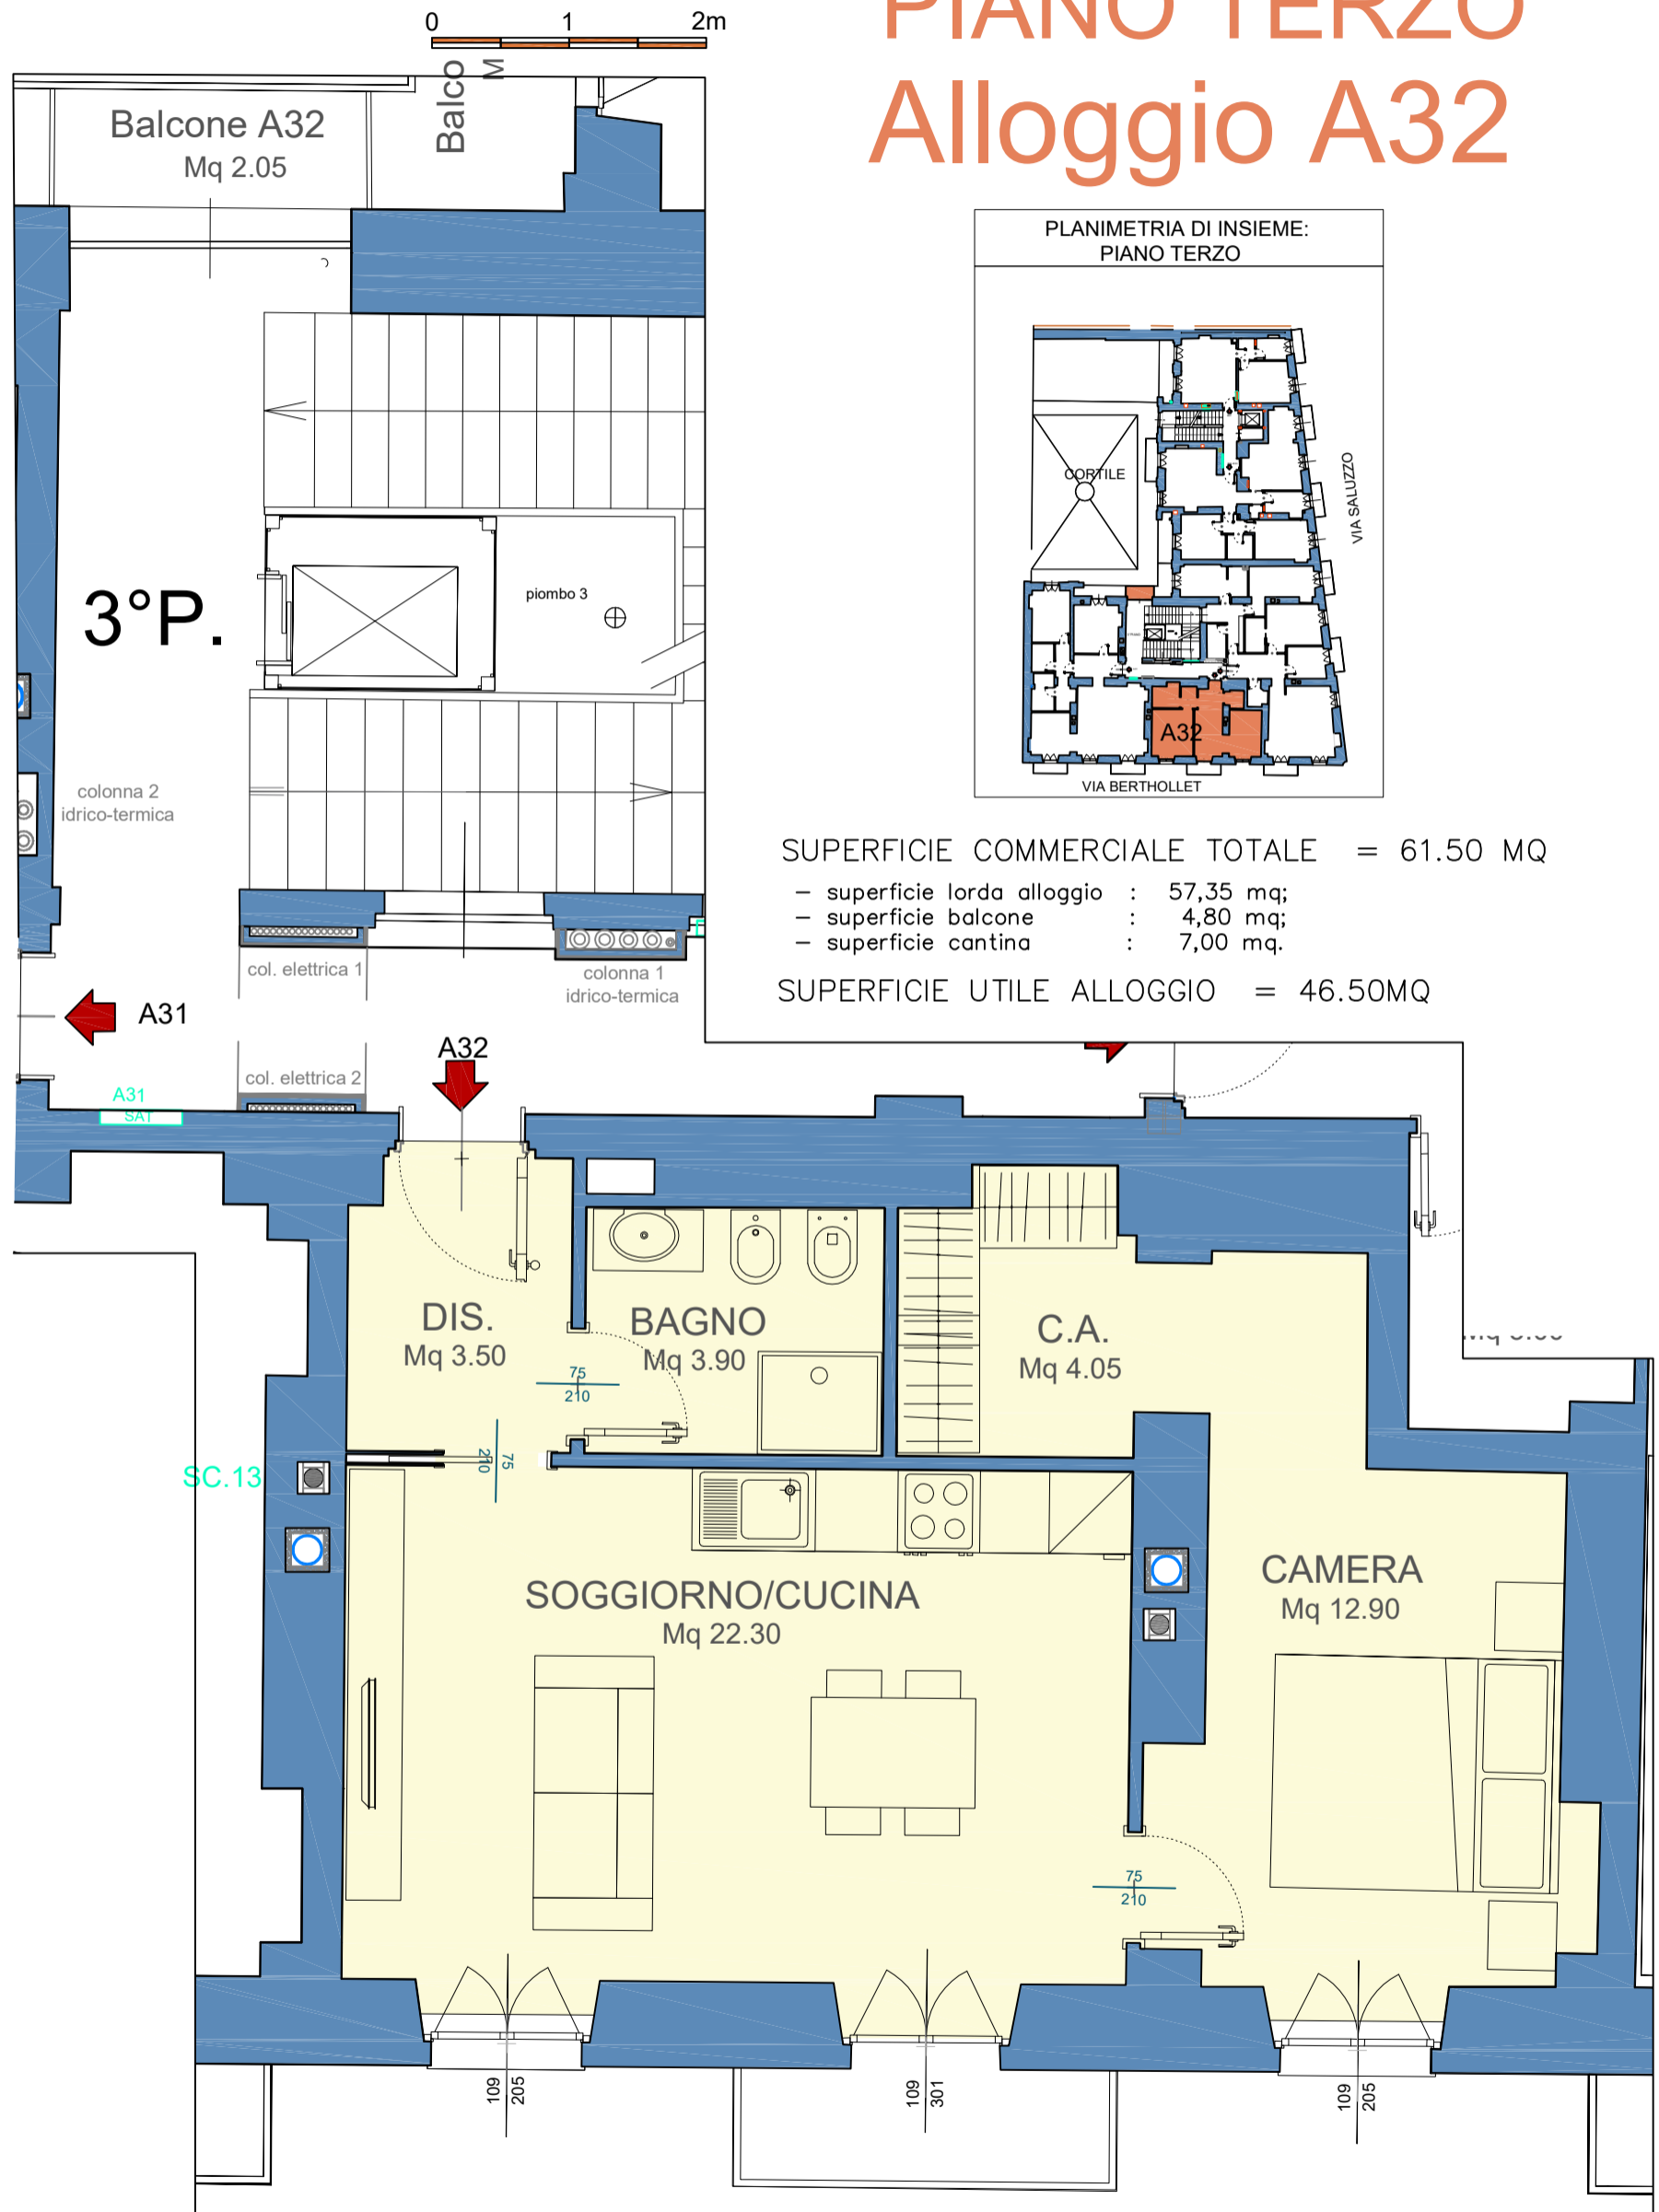 PIANO TERZO
Alloggio A32
0 1 2m
Balco
M
Balcone A32
Mq 2.05
PLANIMETRIA DI INSIEME:
PIANO TERZO
CORTILE
VIA SALUZZO
A32
VIA BERTHOLLET
3°P.
piombo 3
colonna 2
idrico-termica
SUPERFICIE COMMERCIALE TOTALE = 61.50 MQ
– superficie lorda alloggio : 57,35 mq;
– superficie balcone : 4,80 mq;
– superficie cantina : 7,00 mq.
SUPERFICIE UTILE ALLOGGIO = 46.50MQ
col. elettrica 1
colonna 1
idrico-termica
A31
A32
col. elettrica 2
A31
SAT
DIS.
Mq 3.50
BAGNO
Mq 3.90
C.A.
Mq 4.05
75
210
75
210
SC.13
SOGGIORNO/CUCINA
Mq 22.30
CAMERA
Mq 12.90
75
210
109
205
109
301
109
205